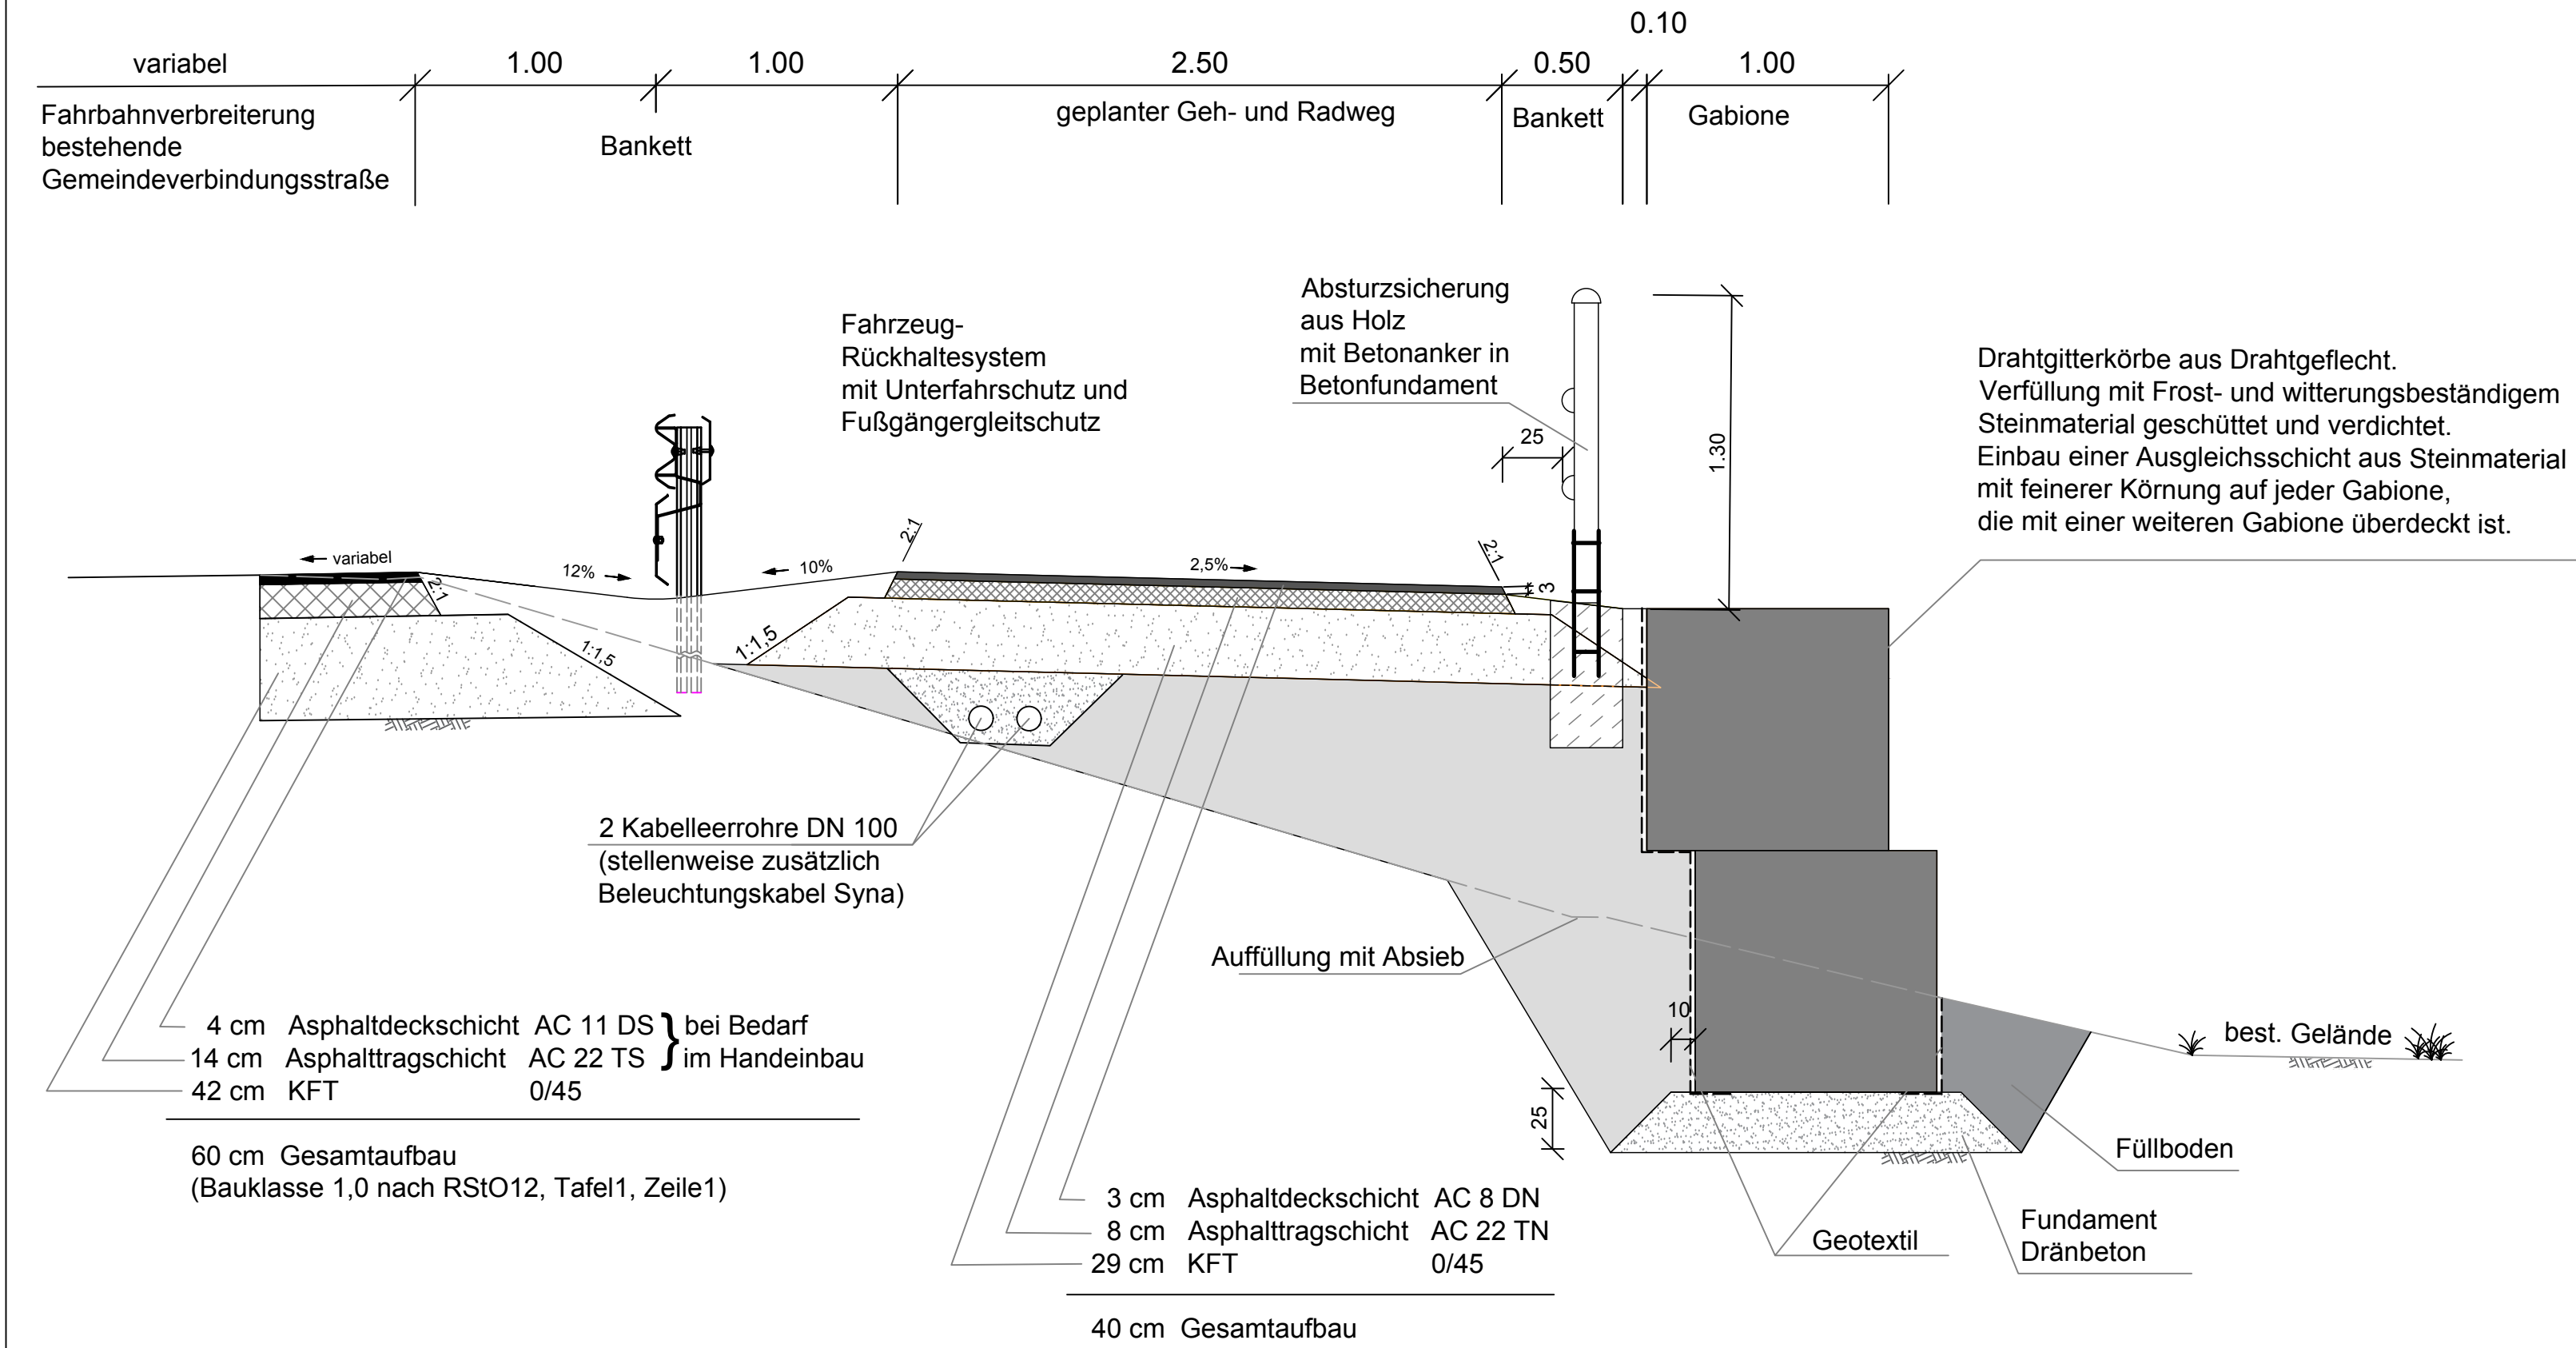 0.10
variabel 1.00 1.00 2.50 0.50 1.00
Fahrbahnverbreiterung
bestehende
Gemeindeverbindungsstraße
Bankett
geplanter Geh- und Radweg
Bankett
Gabione
Fahrzeug-
Rückhaltesystem
mit Unterfahrschutz und
Fußgängergleitschutz
Absturzsicherung
aus Holz
mit Betonanker in
Betonfundament
25
1.30
Drahtgitterkörbe aus Drahtgeflecht.
Verfüllung mit Frost- und witterungsbeständigem
Steinmaterial geschüttet und verdichtet.
Einbau einer Ausgleichsschicht aus Steinmaterial
mit feinerer Körnung auf jeder Gabione,
die mit einer weiteren Gabione überdeckt ist.
variabel
2:1
12%
10%
2:1
2,5%
2:1
3
1:1,5
1:1,5
2 Kabelleerrohre DN 100
(stellenweise zusätzlich
Beleuchtungskabel Syna)
Auffüllung mit Absieb
10
25
best. Gelände
4 cm Asphaltdeckschicht AC 11 DS } bei Bedarf
14 cm Asphalttragschicht AC 22 TS im Handeinbau
42 cm KFT 0/45
60 cm Gesamtaufbau
(Bauklasse 1,0 nach RStO12, Tafel1, Zeile1)
3 cm Asphaltdeckschicht AC 8 DN
8 cm Asphalttragschicht AC 22 TN
29 cm KFT 0/45
40 cm Gesamtaufbau
Füllboden
Geotextil
Fundament
Dränbeton